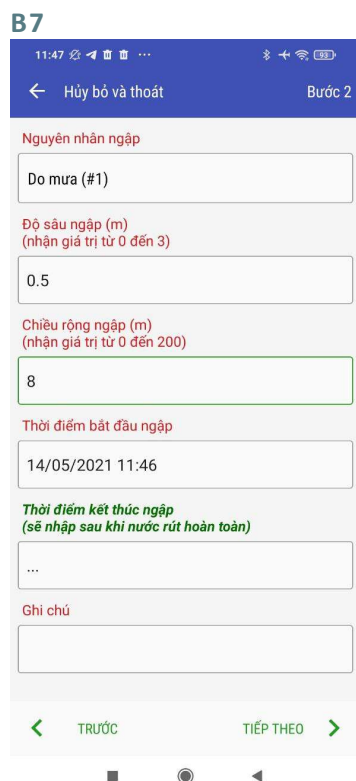 B7
11:47 ...
93
Hủy bỏ và thoát Bước 2
Nguyên nhân ngập
Do mưa (#1)
Độ sâu ngập (m)
(nhận giá trị từ 0 đến 3)
0.5
Chiều rộng ngập (m)
(nhận giá trị từ 0 đến 200)
8
Thời điểm bắt đầu ngập
14/05/2021 11:46
Thời điểm kết thúc ngập
(sẽ nhập sau khi nước rút hoàn toàn)
...
Ghi chú
TRƯỚC TIẾP THEO